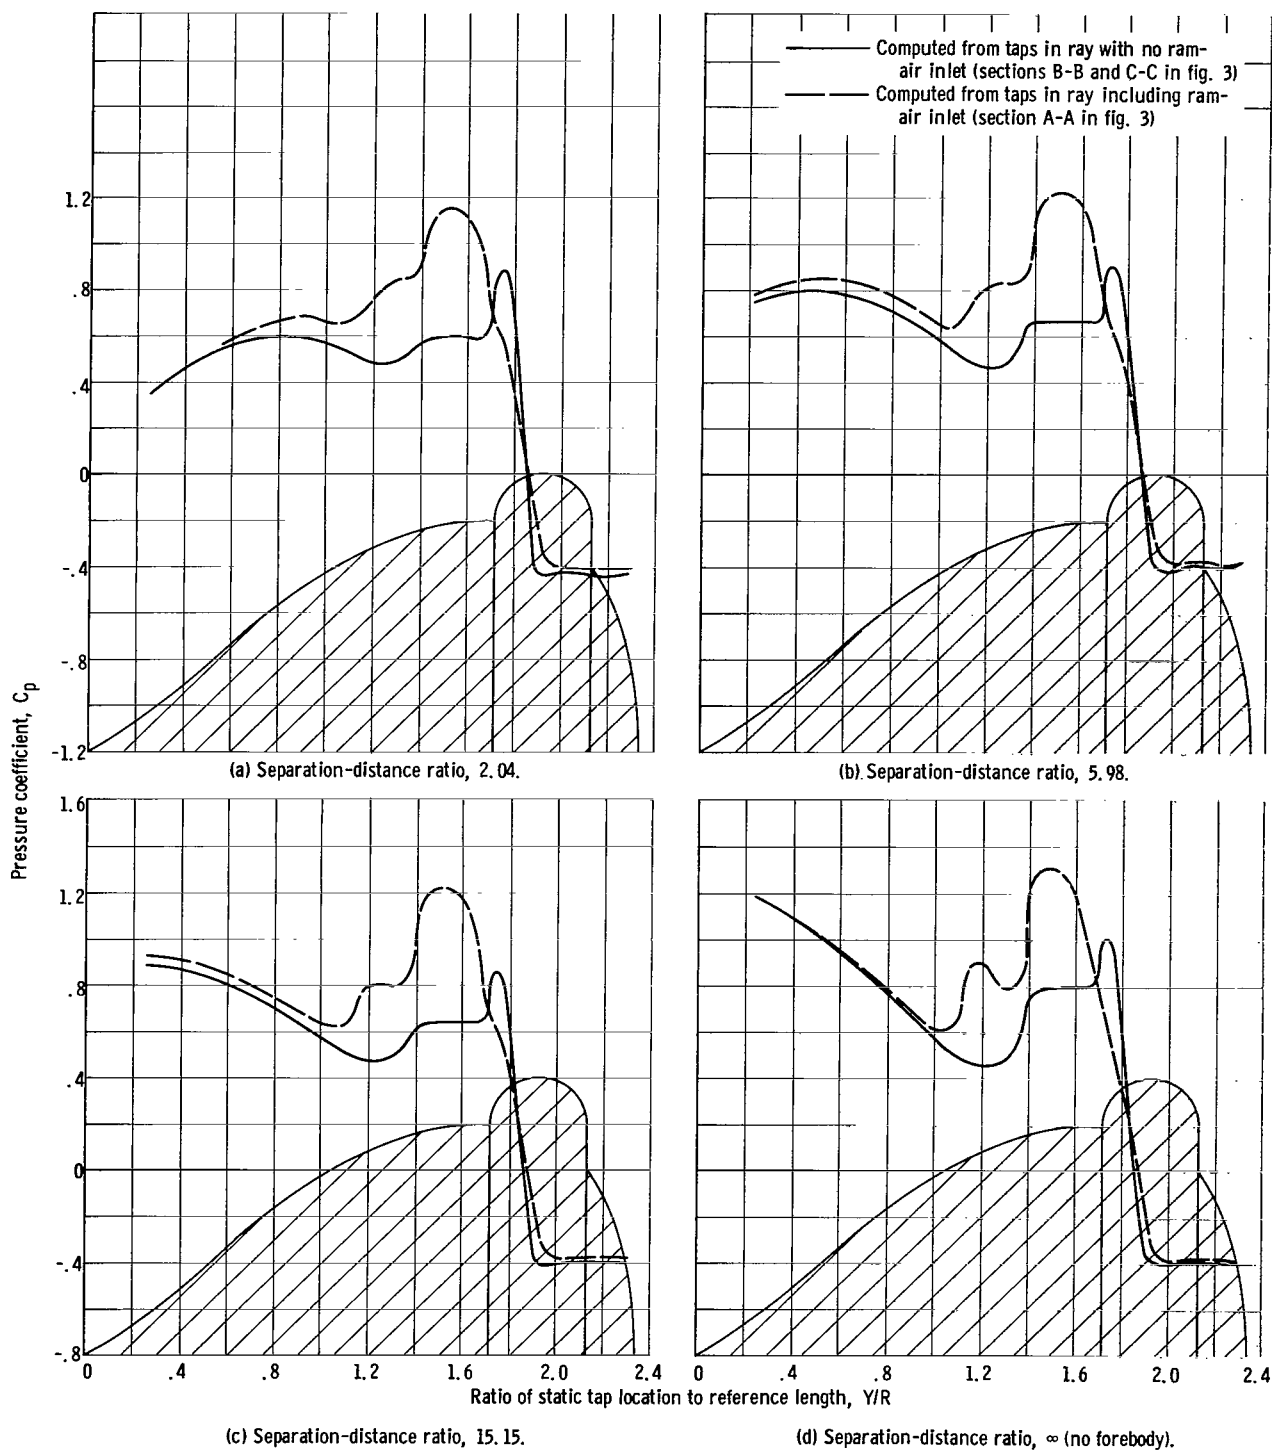 Computed from taps in ray with no ram-
air inlet (sections B-B and C-C in fig. 3)
Computed from taps in ray including ram-
air inlet (section A-A in fig. 3)
1.2
.8
.4
0
-.4
-.8
-1.2
(a) Separation-distance ratio, 2.04.
(b) Separation-distance ratio, 5.98.
Pressure coefficient, Cp
1.6
1.2
.8
.4
0
-.4
-.8
0 .4 .8 1.2 1.6 2.0 2.4
0 .4 .8 1.2 1.6 2.0 2.4
Ratio of static tap location to reference length, Y/R
(c) Separation-distance ratio, 15.15.
(d) Separation-distance ratio, ∞ (no forebody).